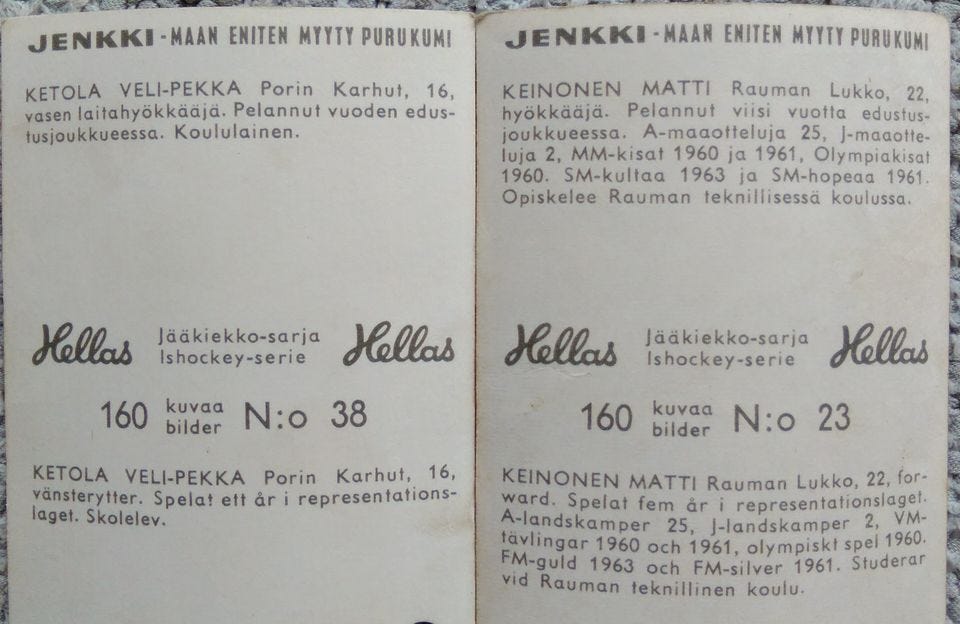 JENKKI - MAAN ENITEN MYYTY PURUKUMI
KETOLA VELI-PEKKA Porin Karhut, 16,
vasen laitahyökkääjä. Pelannut vuoden edus-
tusjoukkueessa. Koululainen.
Hellas Jääkiekko-sarja Hellas
Ishockey-serie
160 kuvaa N:o 38
bilder
KETOLA VELI-PEKKA Porin Karhut, 16,
vänsterytter. Spelat ett år i representations-
laget. Skolelev.
JENKKI - MAAN ENITEN MYYTY PURUKUMI
KEINONEN MATTI Rauman Lukko, 22,
hyökkääjä. Pelannut viisi vuotta edustus-
joukkueessa. A-maaotteluja 25, J-maaotte-
luja 2, MM-kisat 1960 ja 1961, Olympiakisat
1960. SM-kultaa 1963 ja SM-hopeaa 1961.
Opiskelee Rauman teknillisessä koulussa.
Hellas Jääkiekko-sarja Hellas
Ishockey-serie
160 kuvaa N:o 23
bilder
KEINONEN MATTI Rauman Lukko, 22, for-
ward. Spelat fem år i representationslaget.
A-landskamper 25, J-landskamper 2, VM-
tävlingar 1960 och 1961, olympiskt spel 1960.
FM-guld 1963 och FM-silver 1961. Studerar
vid Rauman teknillinen koulu.